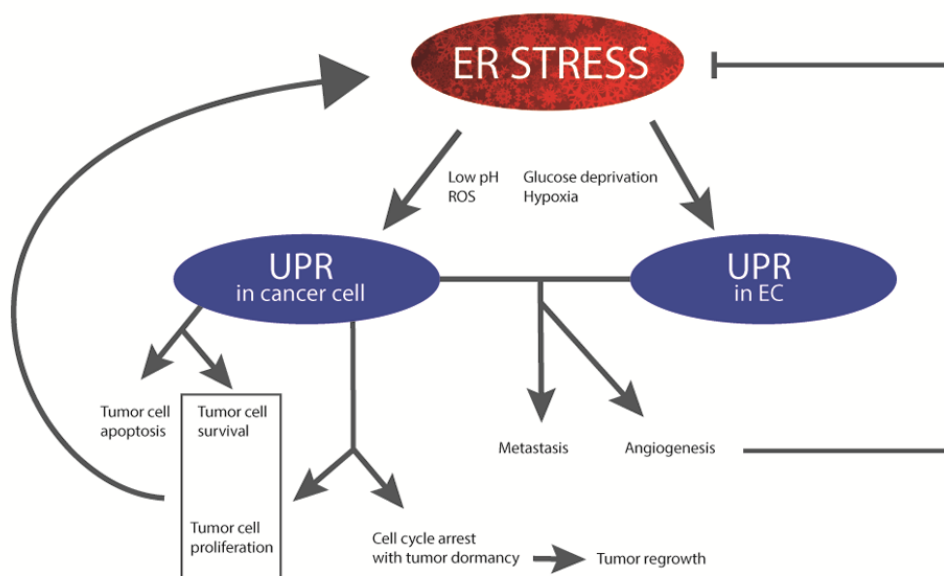 ER STRESS
Low pH
ROS
Glucose deprivation
Hypoxia
UPR
in cancer cell
UPR
in EC
Tumor cell
apoptosis
Tumor cell
survival
Metastasis
Angiogenesis
Tumor cell
proliferation
Cell cycle arrest
with tumor dormancy
Tumor regrowth